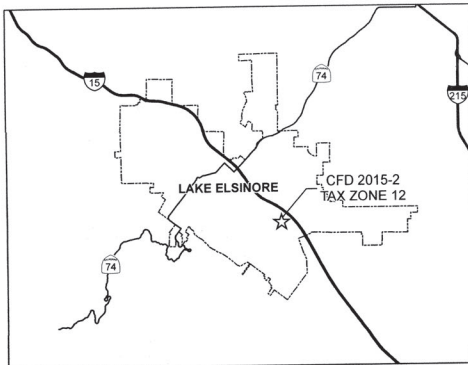 74
15
215
LAKE ELSINORE
CFD 2015-2
TAX ZONE 12
74